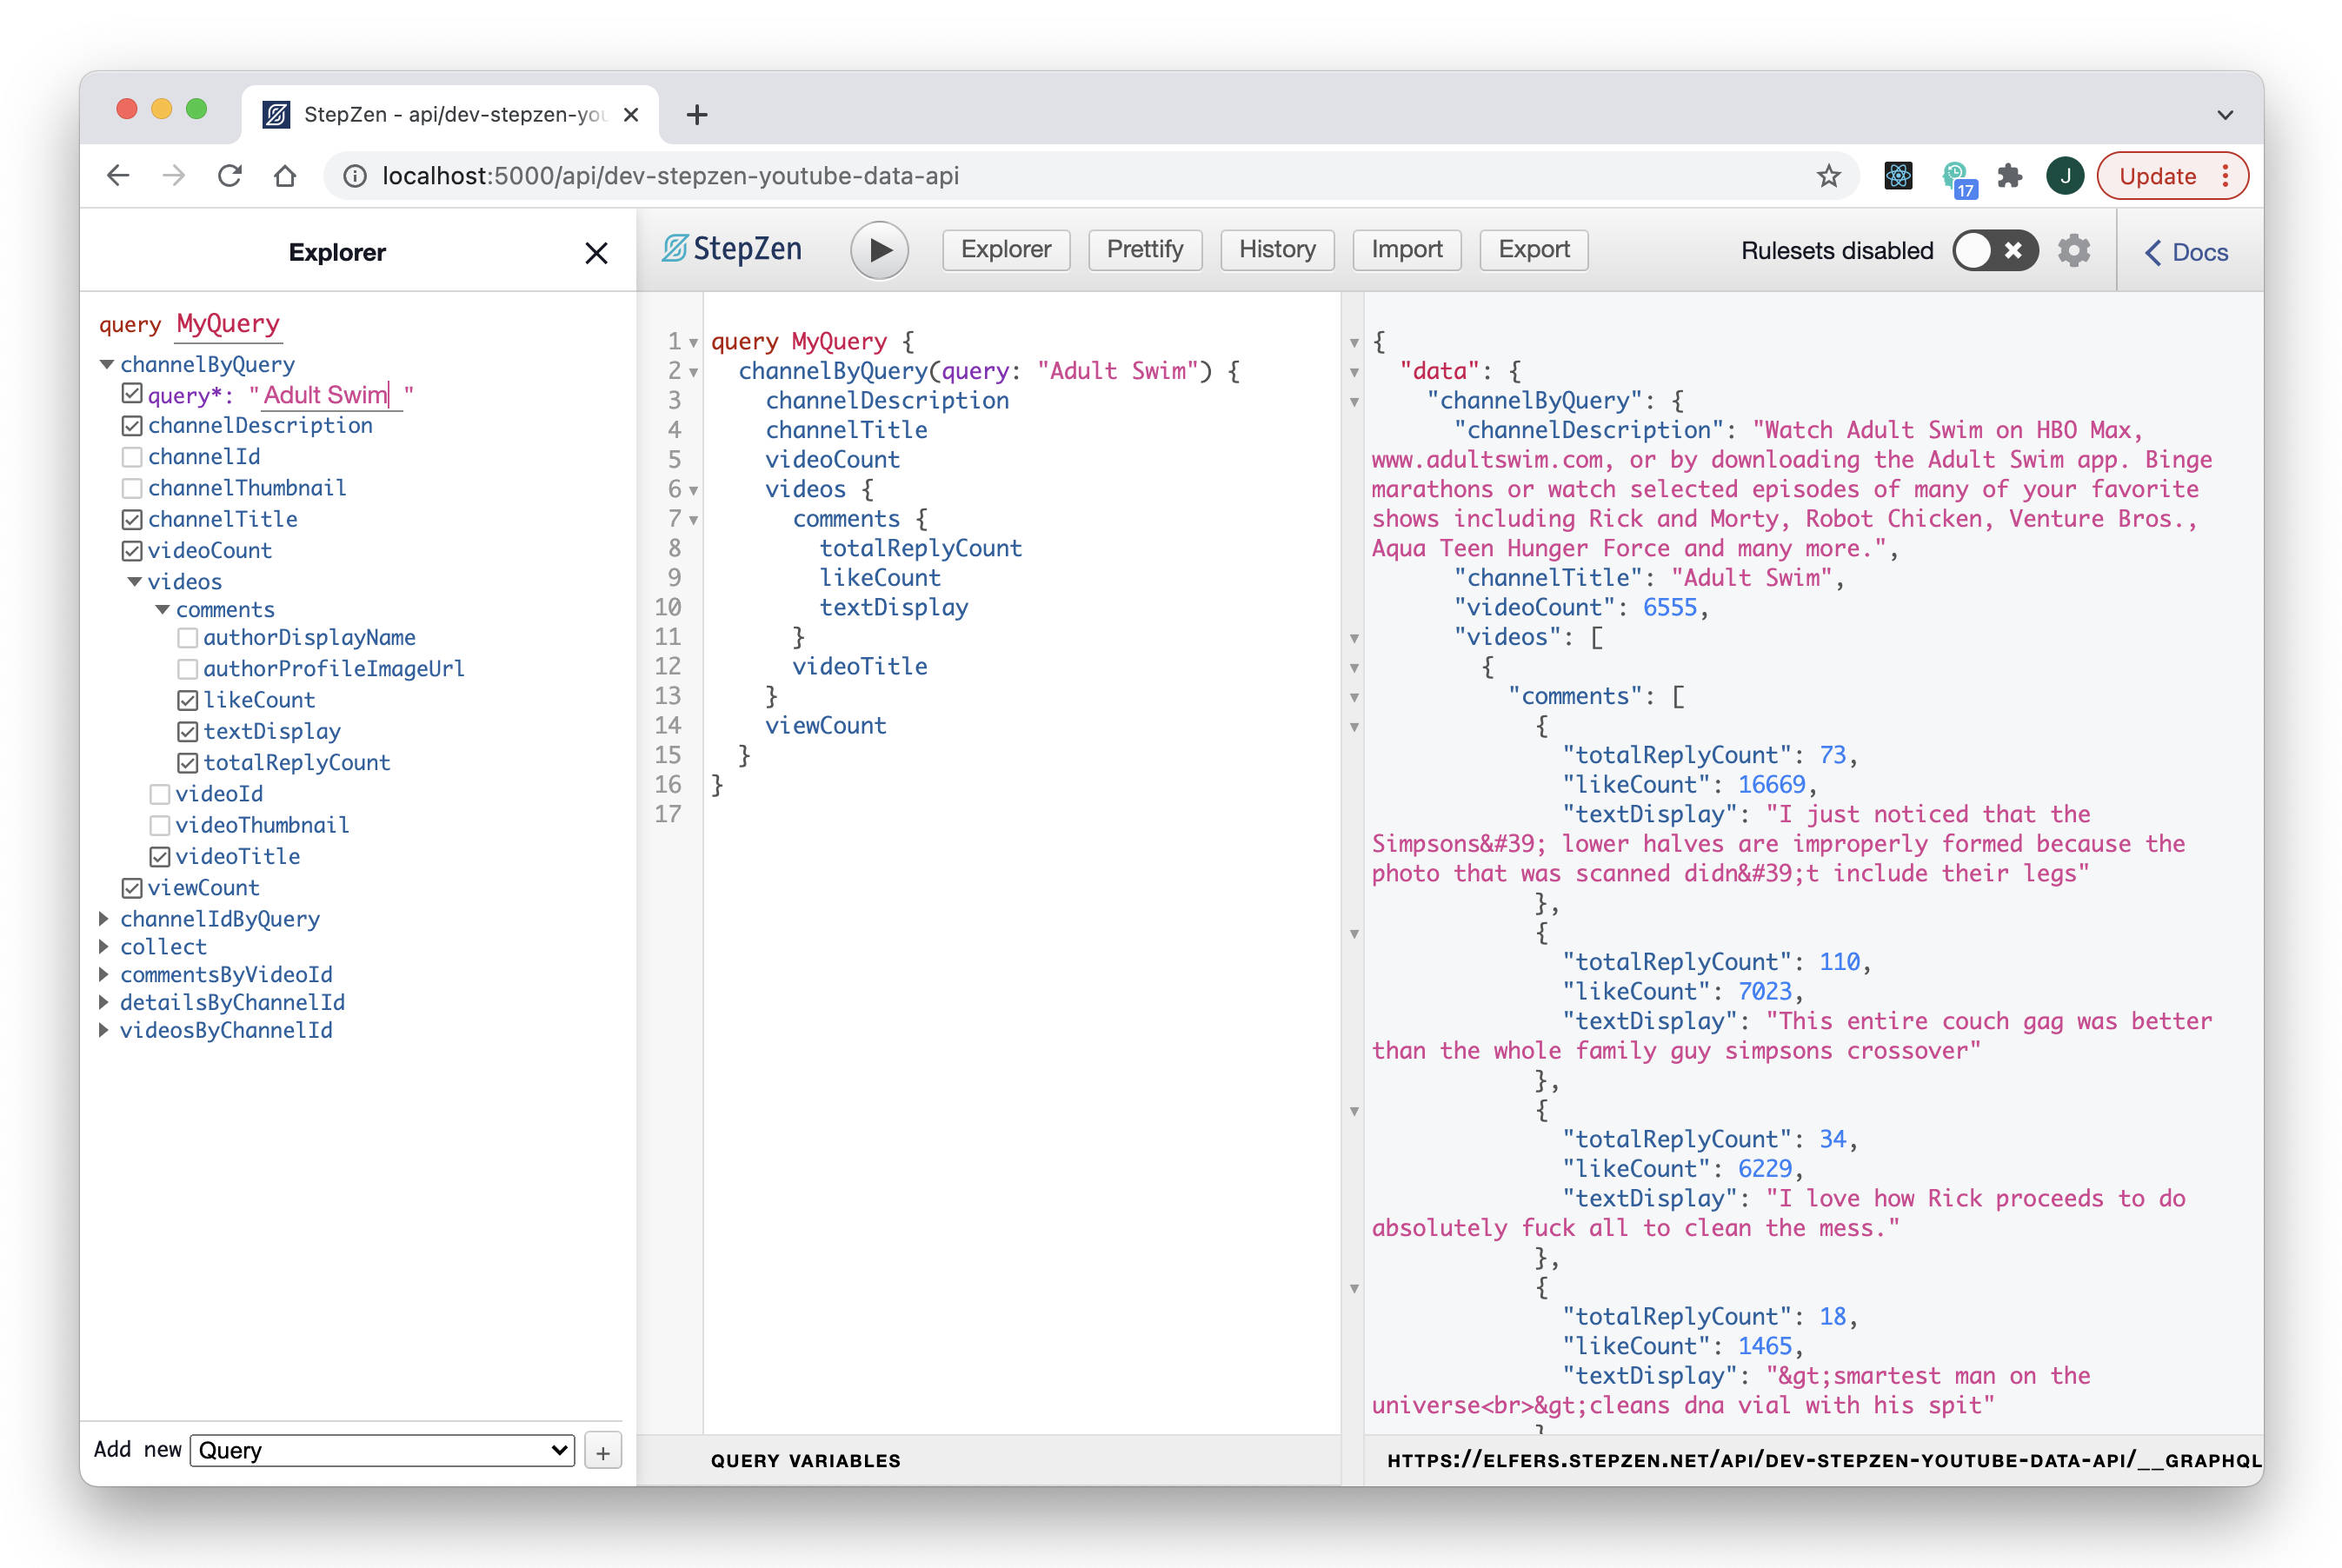 StepZen - api/dev-stepzen-you
localhost:5000/api/dev-stepzen-youtube-data-api
17
J
Update
Explorer
StepZen
Explorer
Prettify
History
Import
Export
Rulesets disabled
Docs
query MyQuery
channelByQuery
query*: "Adult Swim "
channelDescription
channelId
channelThumbnail
channelTitle
videoCount
videos
comments
authorDisplayName
authorProfileImageUrl
likeCount
textDisplay
totalReplyCount
videoId
videoThumbnail
videoTitle
viewCount
channelIdByQuery
collect
commentsByVideoId
detailsByChannelId
videosByChannelId
Add new Query +
1 query MyQuery {
2 channelByQuery(query: "Adult Swim") {
3 channelDescription
4 channelTitle
5 videoCount
6 videos {
7 comments {
8 totalReplyCount
9 likeCount
10 textDisplay
11 }
12 videoTitle
13 }
14 viewCount
15 }
16 }
17
QUERY VARIABLES
{
"data": {
"channelByQuery": {
"channelDescription": "Watch Adult Swim on HBO Max,
www.adultswim.com, or by downloading the Adult Swim app. Binge
marathons or watch selected episodes of many of your favorite
shows including Rick and Morty, Robot Chicken, Venture Bros.,
Aqua Teen Hunger Force and many more.",
"channelTitle": "Adult Swim",
"videoCount": 6555,
"videos": [
{
"comments": [
{
"totalReplyCount": 73,
"likeCount": 16669,
"textDisplay": "I just noticed that the
Simpsons&#39; lower halves are improperly formed because the
photo that was scanned didn&#39;t include their legs"
},
{
"totalReplyCount": 110,
"likeCount": 7023,
"textDisplay": "This entire couch gag was better
than the whole family guy simpsons crossover"
},
{
"totalReplyCount": 34,
"likeCount": 6229,
"textDisplay": "I love how Rick proceeds to do
absolutely fuck all to clean the mess."
},
{
"totalReplyCount": 18,
"likeCount": 1465,
"textDisplay": "&gt;smartest man on the
universe<br>&gt;cleans dna vial with his spit"
}
HTTPS://ELFERS.STEPZEN.NET/API/DEV-STEPZEN-YOUTUBE-DATA-API/__GRAPHQL